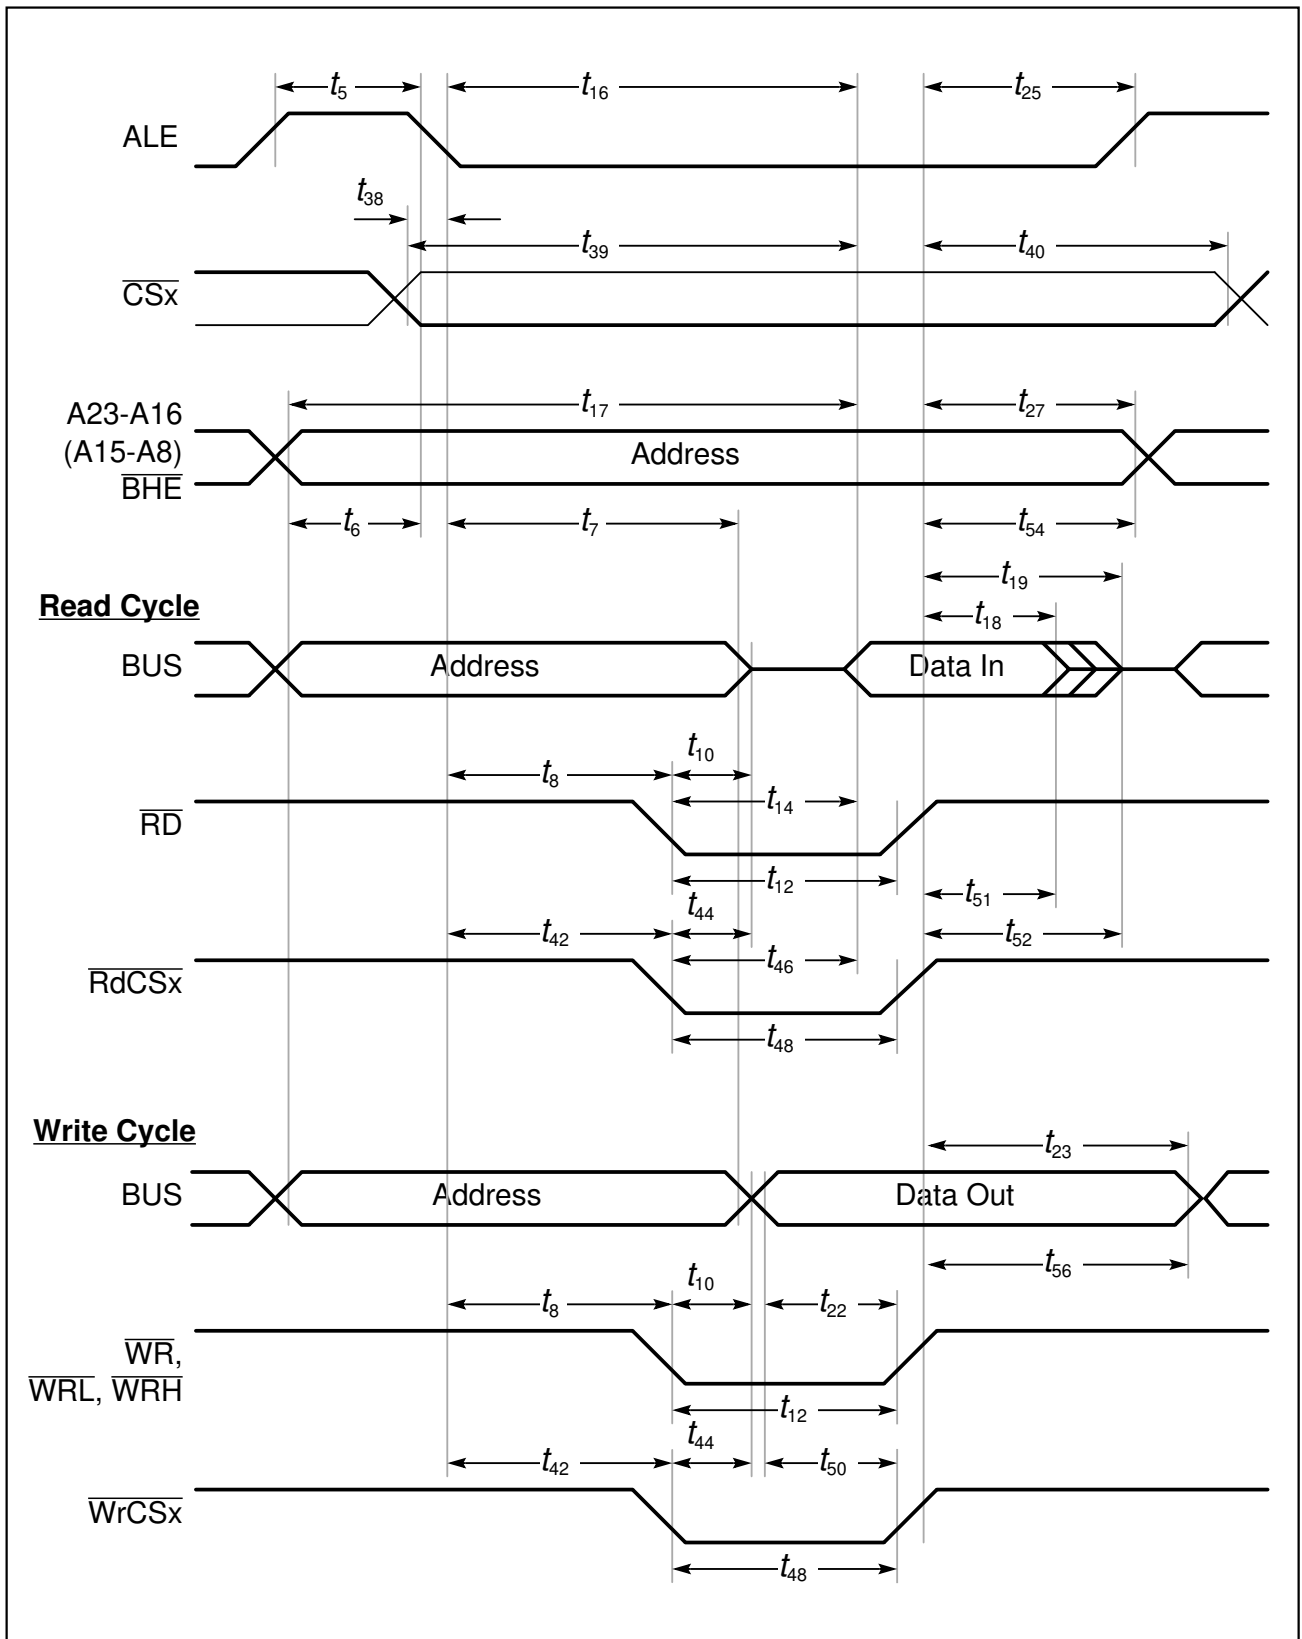 t5
t16
t25
ALE
t38
t39
t40
CSx
A23-A16
t17
t27
(A15-A8)
Address
BHE
t6
t7
t54
t19
Read Cycle
t18
BUS
Address
Data In
t10
t8
t14
RD
t12
t51
t44
t42
t52
t46
RdCSx
t48
Write Cycle
t23
BUS
Address
Data Out
t56
t10
t8
t22
WR,
WRL, WRH
t12
t44
t42
t50
WrCSx
t48